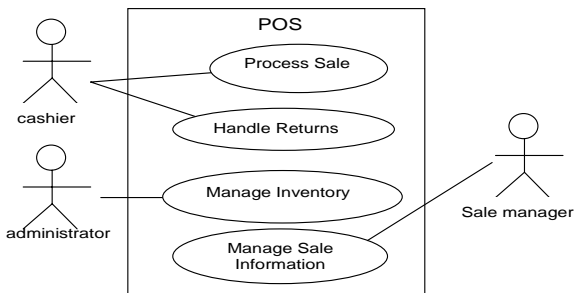 POS
Process Sale
cashier
Handle Returns
Manage Inventory
Sale manager
administrator
Manage Sale
Information